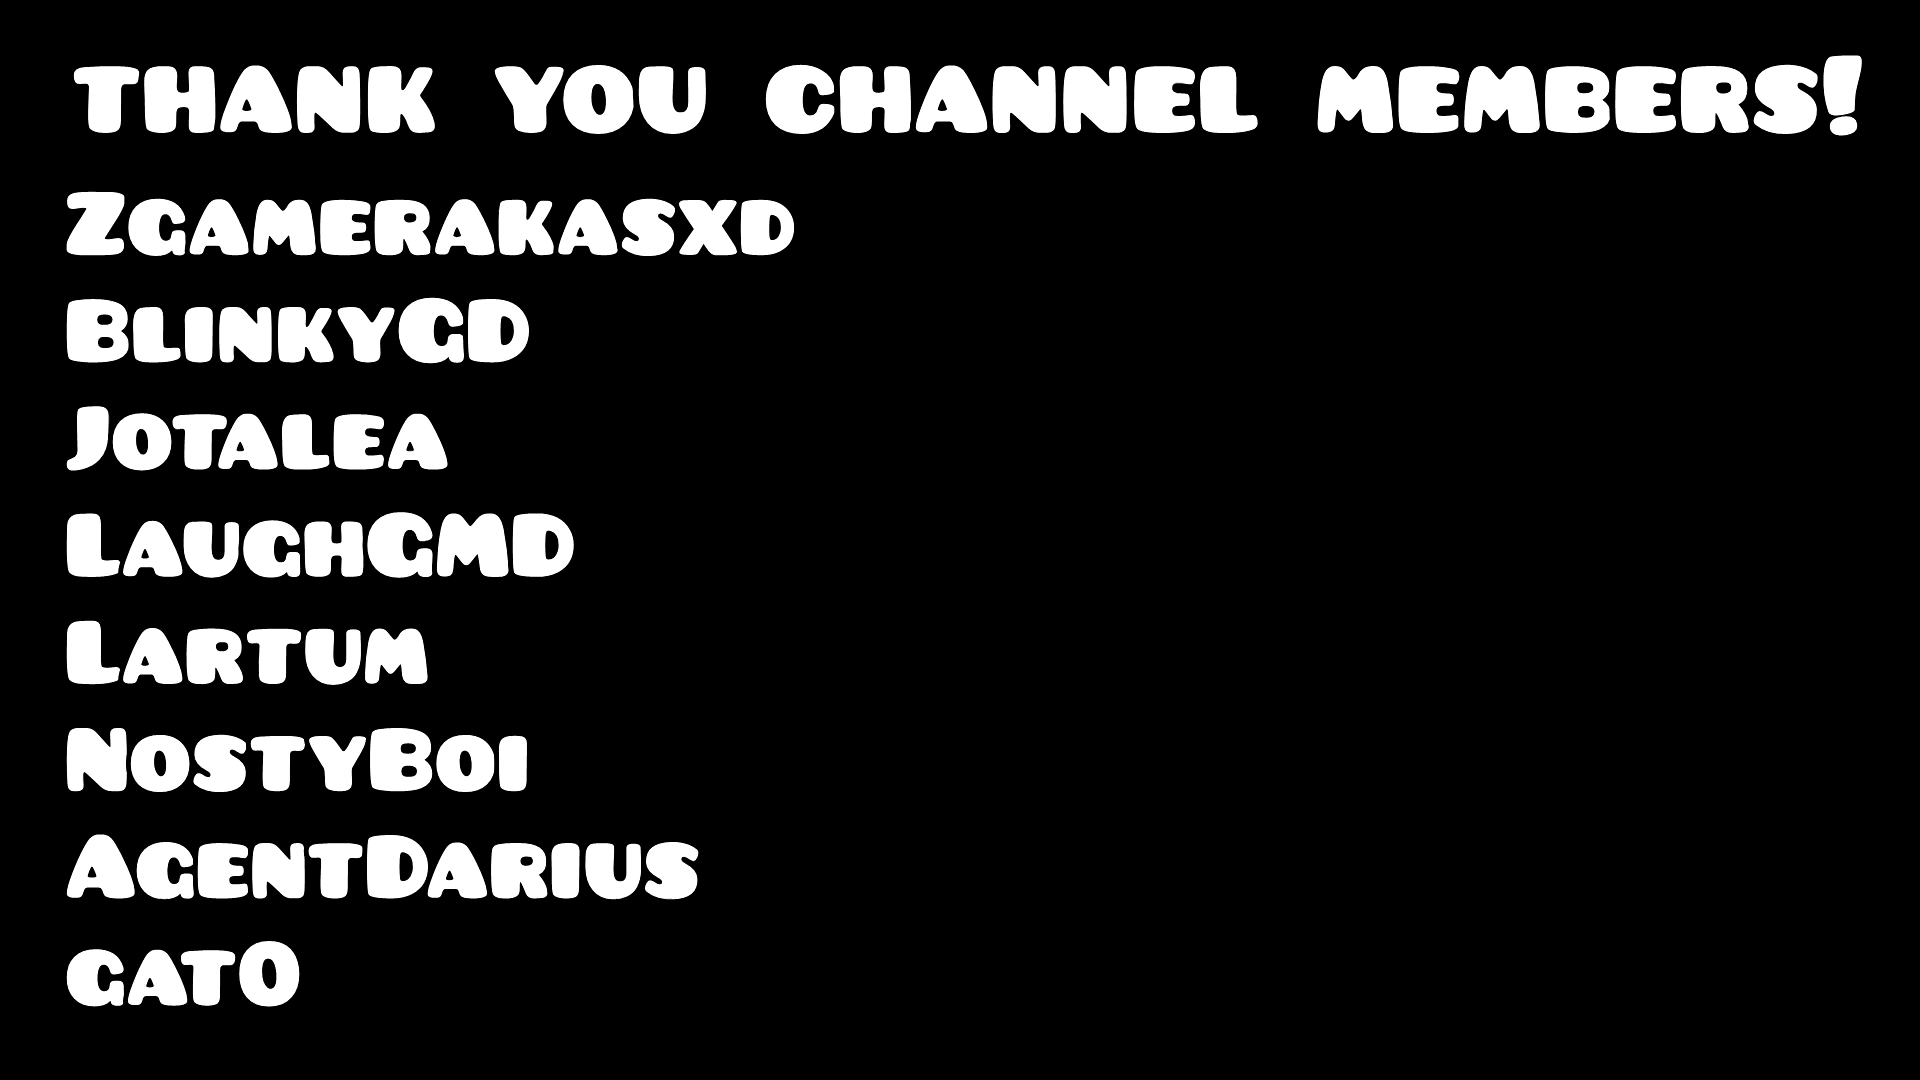 THANK YOU CHANNEL MEMBERS!
Zgamerakasxd
BlinkyGD
Jotalea
LaughGMD
Lartum
NostyBoi
AgentDarius
gat0